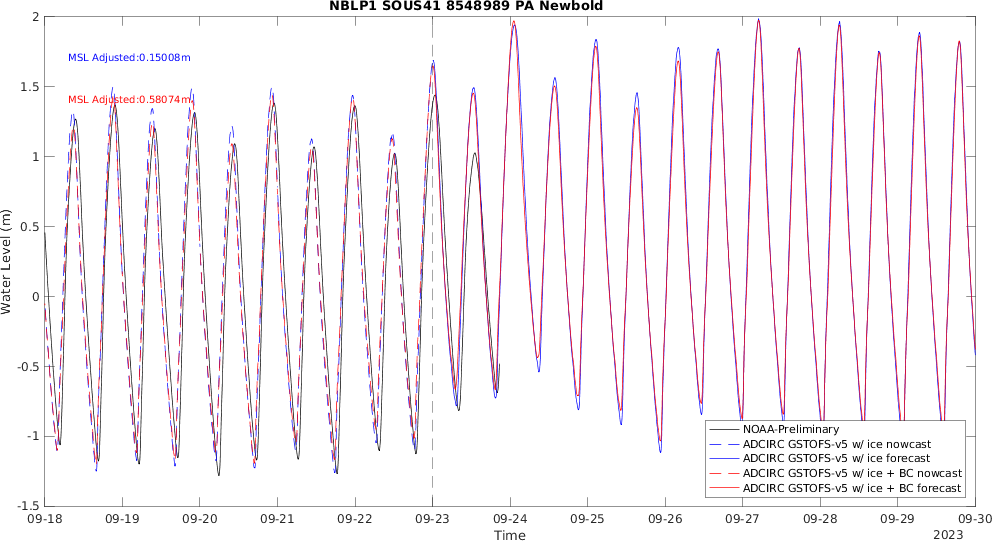 NBLP1 SOUS41 8548989 PA Newbold
MSL Adjusted:0.15008m
MSL Adjusted:0.58074m
Water Level (m)
2
1.5
1
0.5
0
-0.5
-1
-1.5
NOAA-Preliminary
ADCIRC GSTOFS-v5 w/ ice nowcast
ADCIRC GSTOFS-v5 w/ ice forecast
ADCIRC GSTOFS-v5 w/ ice + BC nowcast
ADCIRC GSTOFS-v5 w/ ice + BC forecast
09-18 09-19 09-20 09-21 09-22 09-23 09-24 09-25 09-26 09-27 09-28 09-29 09-30
Time
2023